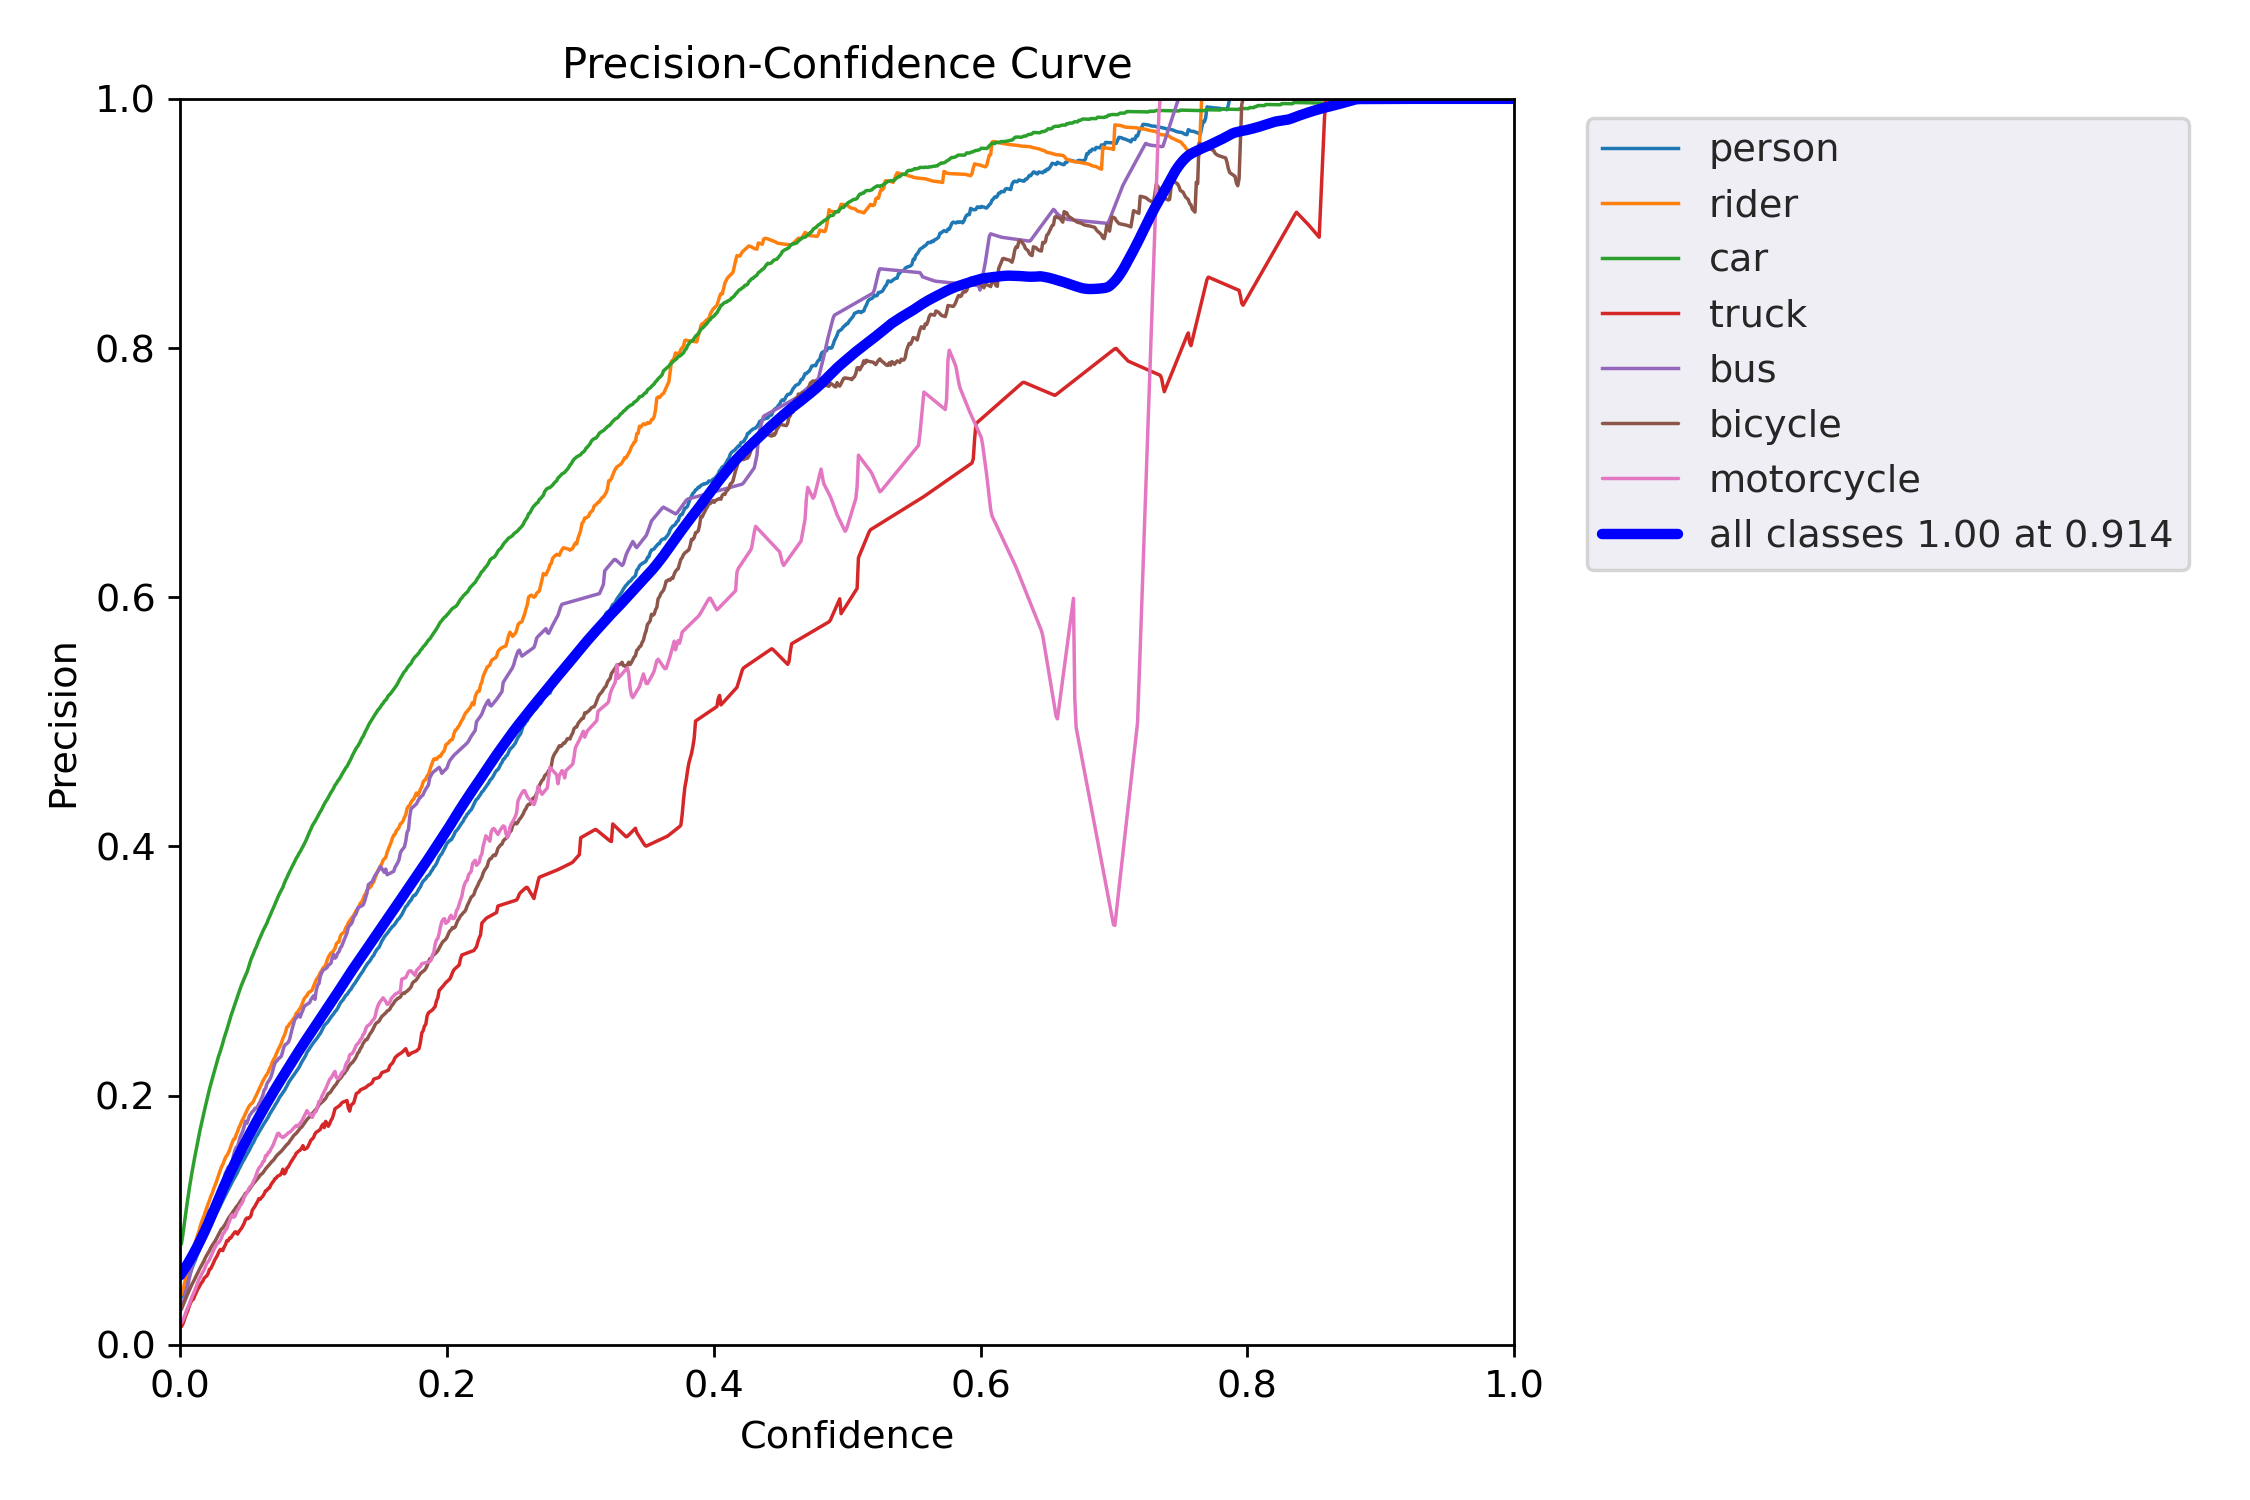 Precision-Confidence Curve
1.0
0.8
0.6
0.4
0.2
0.0
Precision
0.0 0.2 0.4 0.6 0.8 1.0
Confidence
person
rider
car
truck
bus
bicycle
motorcycle
all classes 1.00 at 0.914